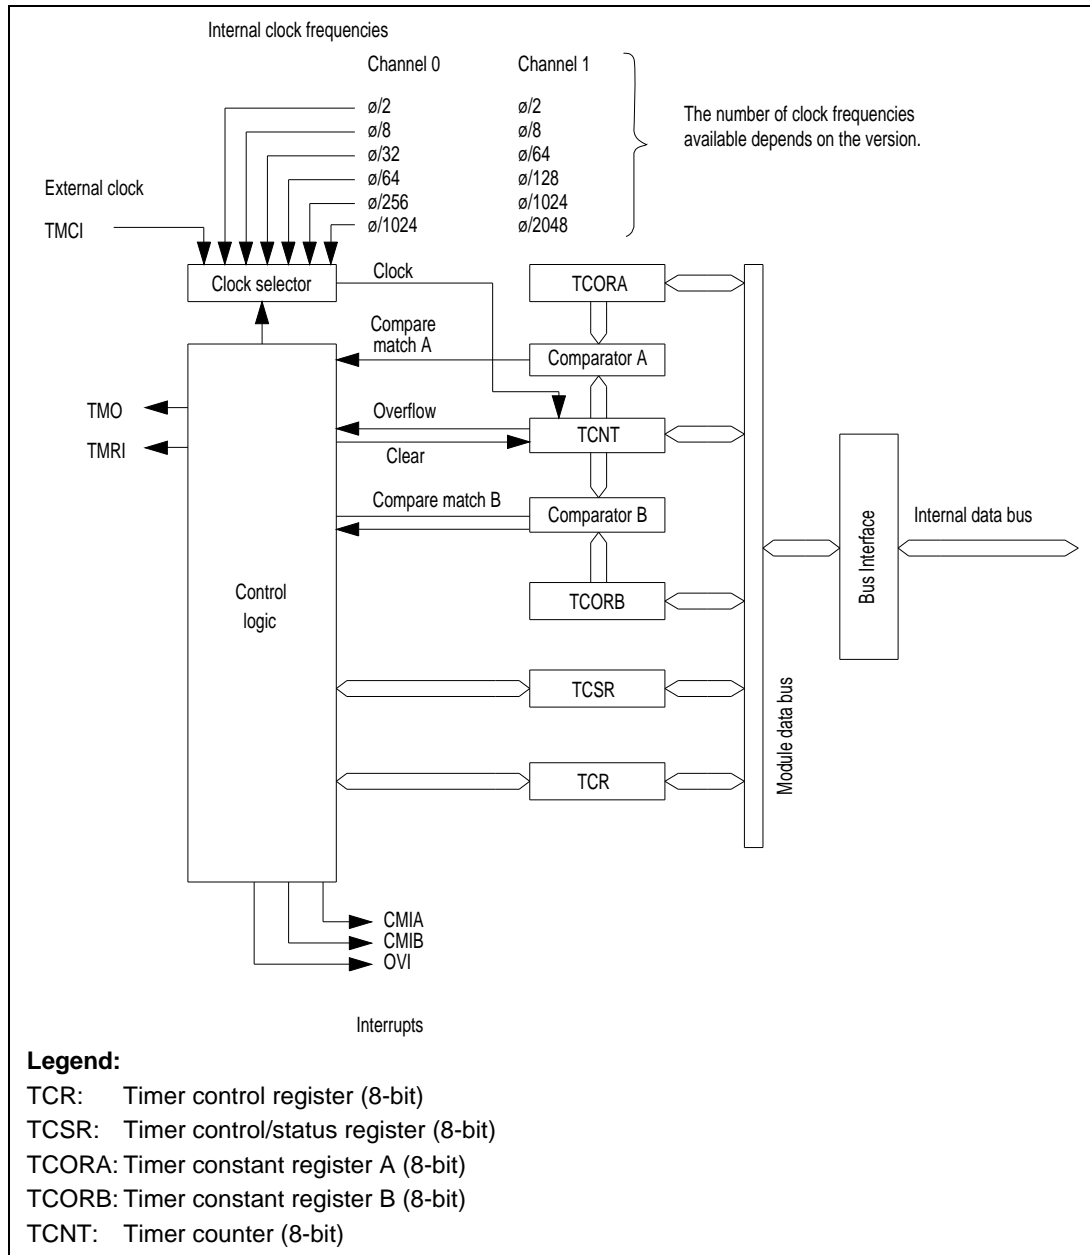 Internal clock frequencies
Channel 0 Channel 1
ø/2 ø/2
ø/8 ø/8
ø/32 ø/64
ø/64 ø/128
ø/256 ø/1024
ø/1024 ø/2048
The number of clock frequencies
available depends on the version.
External clock
TMCI
Clock selector
Clock
TCORA
Compare
match A
Comparator A
TMO
Overflow
TCNT
TMRI
Clear
Compare match B
Comparator B
Internal data bus
Bus Interface
Control
logic
TCORB
TCSR
Module data bus
TCR
CMIA
CMIB
OVI
Interrupts
Legend:
TCR: Timer control register (8-bit)
TCSR: Timer control/status register (8-bit)
TCORA: Timer constant register A (8-bit)
TCORB: Timer constant register B (8-bit)
TCNT: Timer counter (8-bit)